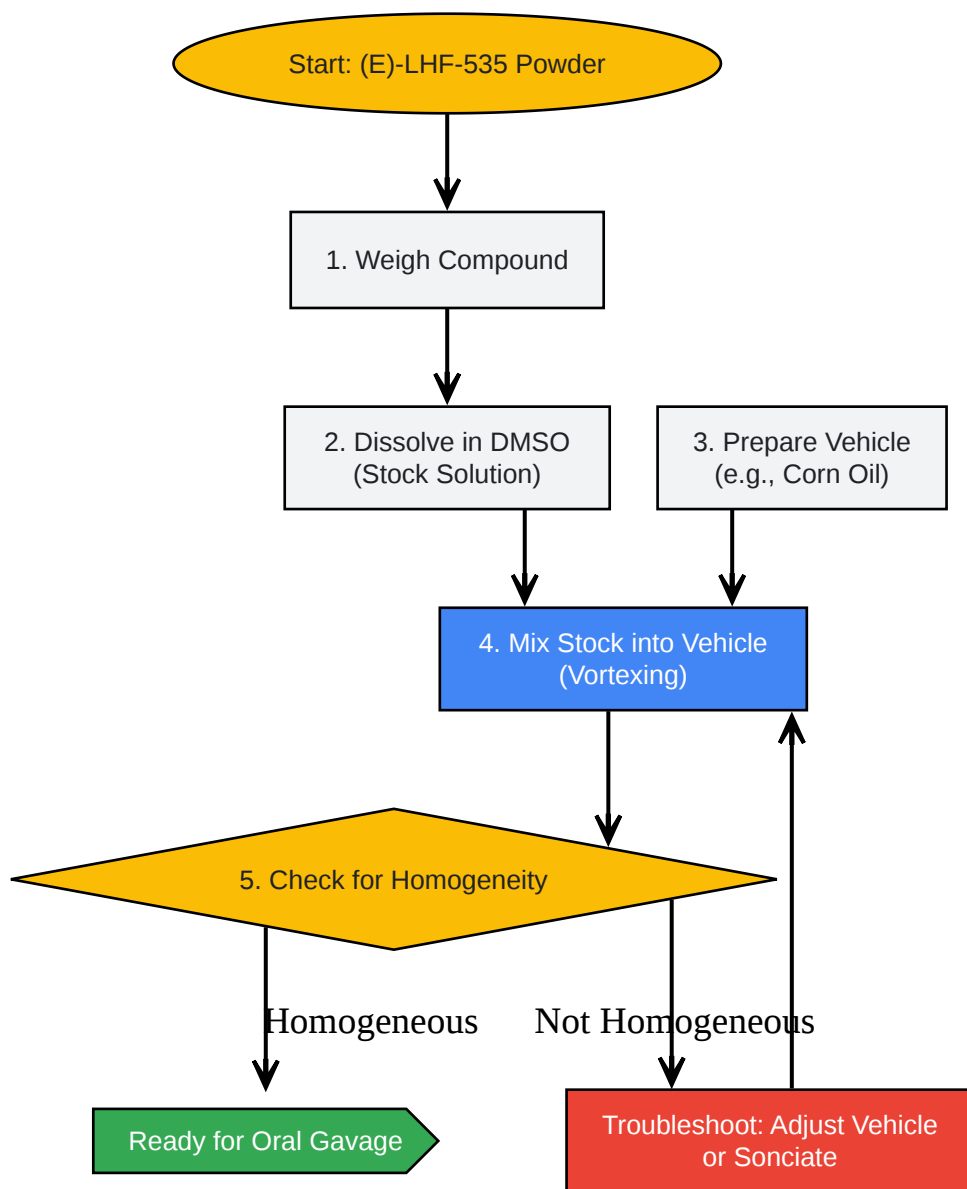 Start: (E)-LHF-535 Powder
1. Weigh Compound
2. Dissolve in DMSO
(Stock Solution)
3. Prepare Vehicle
(e.g., Corn Oil)
4. Mix Stock into Vehicle
(Vortexing)
5. Check for Homogeneity
Homogeneous
Not Homogeneous
Ready for Oral Gavage
Troubleshoot: Adjust Vehicle
or Sonciate